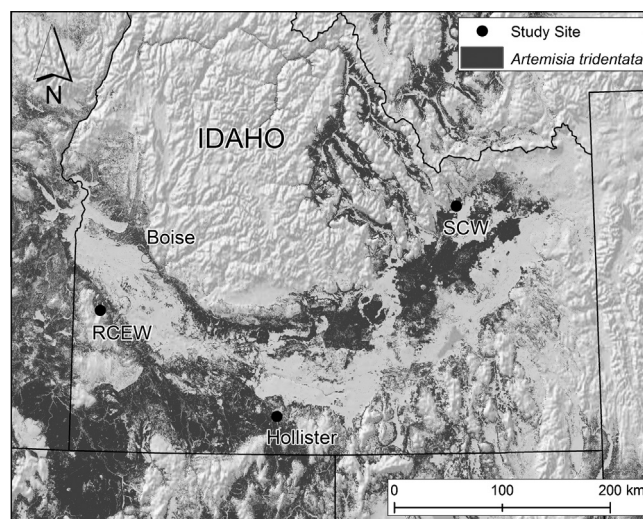 Study Site
Artemisia tridentata
N
IDAHO
SCW
Boise
RCEW
Hollister
0 100 200 km